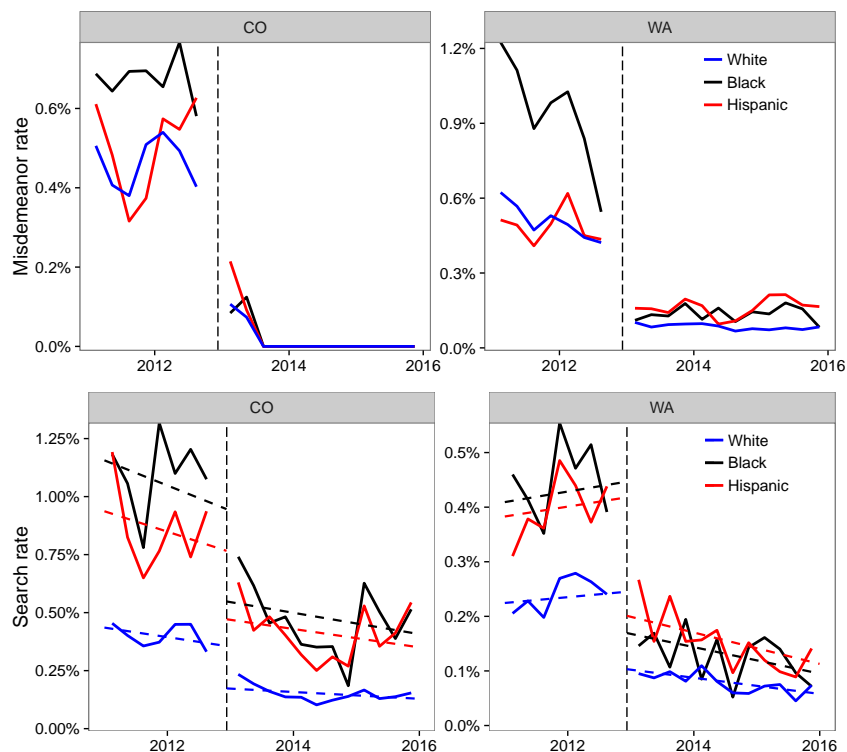 CO
WA
Misdemeanor rate
0.6%
0.4%
0.2%
0.0%
1.2%
0.9%
0.6%
0.3%
0.0%
White
Black
Hispanic
2012
2014
2016
2012
2014
2016
CO
WA
Search rate
1.25%
1.00%
0.75%
0.50%
0.25%
0.00%
0.5%
0.4%
0.3%
0.2%
0.1%
0.0%
White
Black
Hispanic
2012
2014
2016
2012
2014
2016